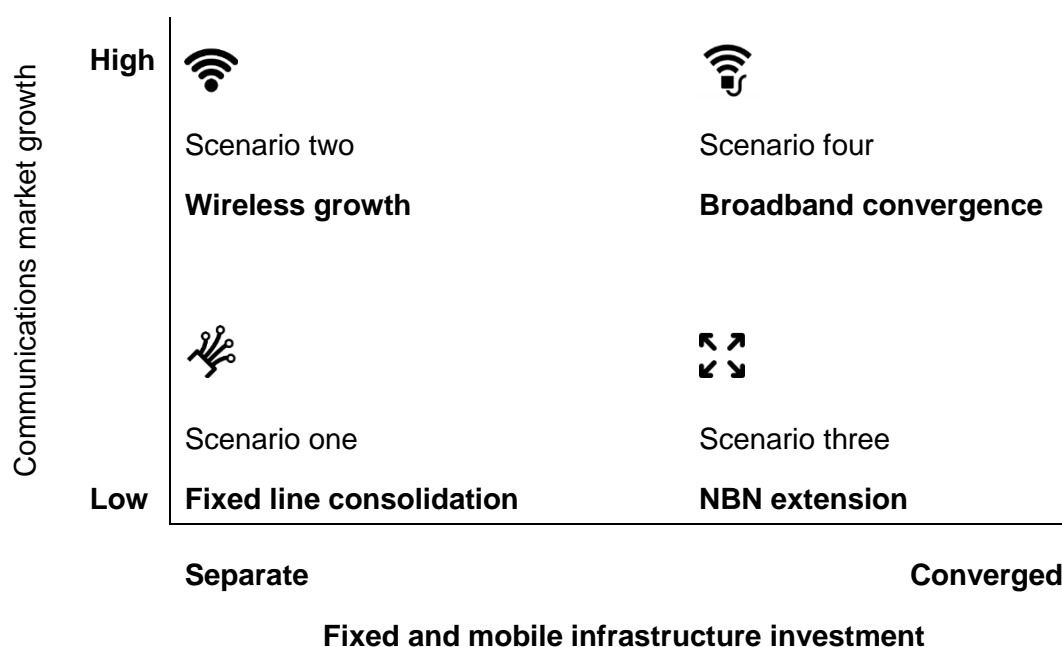 Communications market growth
High
Scenario two
Scenario four
Wireless growth
Broadband convergence
Scenario one
Scenario three
Low
Fixed line consolidation
NBN extension
Separate
Converged
Fixed and mobile infrastructure investment